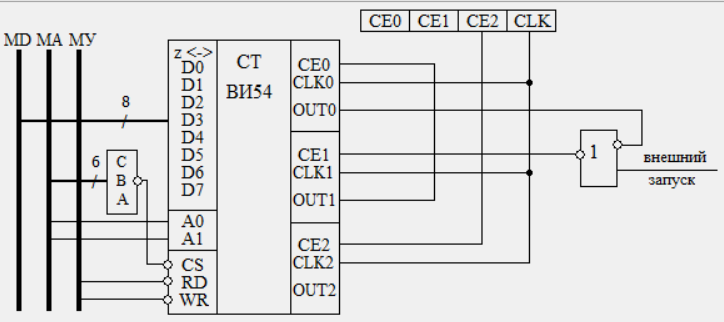 CE0 CE1 CE2 CLK
MD MA МУ
z <->
D0
D1
D2
D3
D4
D5
D6
D7
A0
A1
CS
RD
WR
CT
ВИ54
CE0
CLK0
OUT0
CE1
CLK1
OUT1
CE2
CLK2
OUT2
8
6
C
B
A
1
внешний
запуск